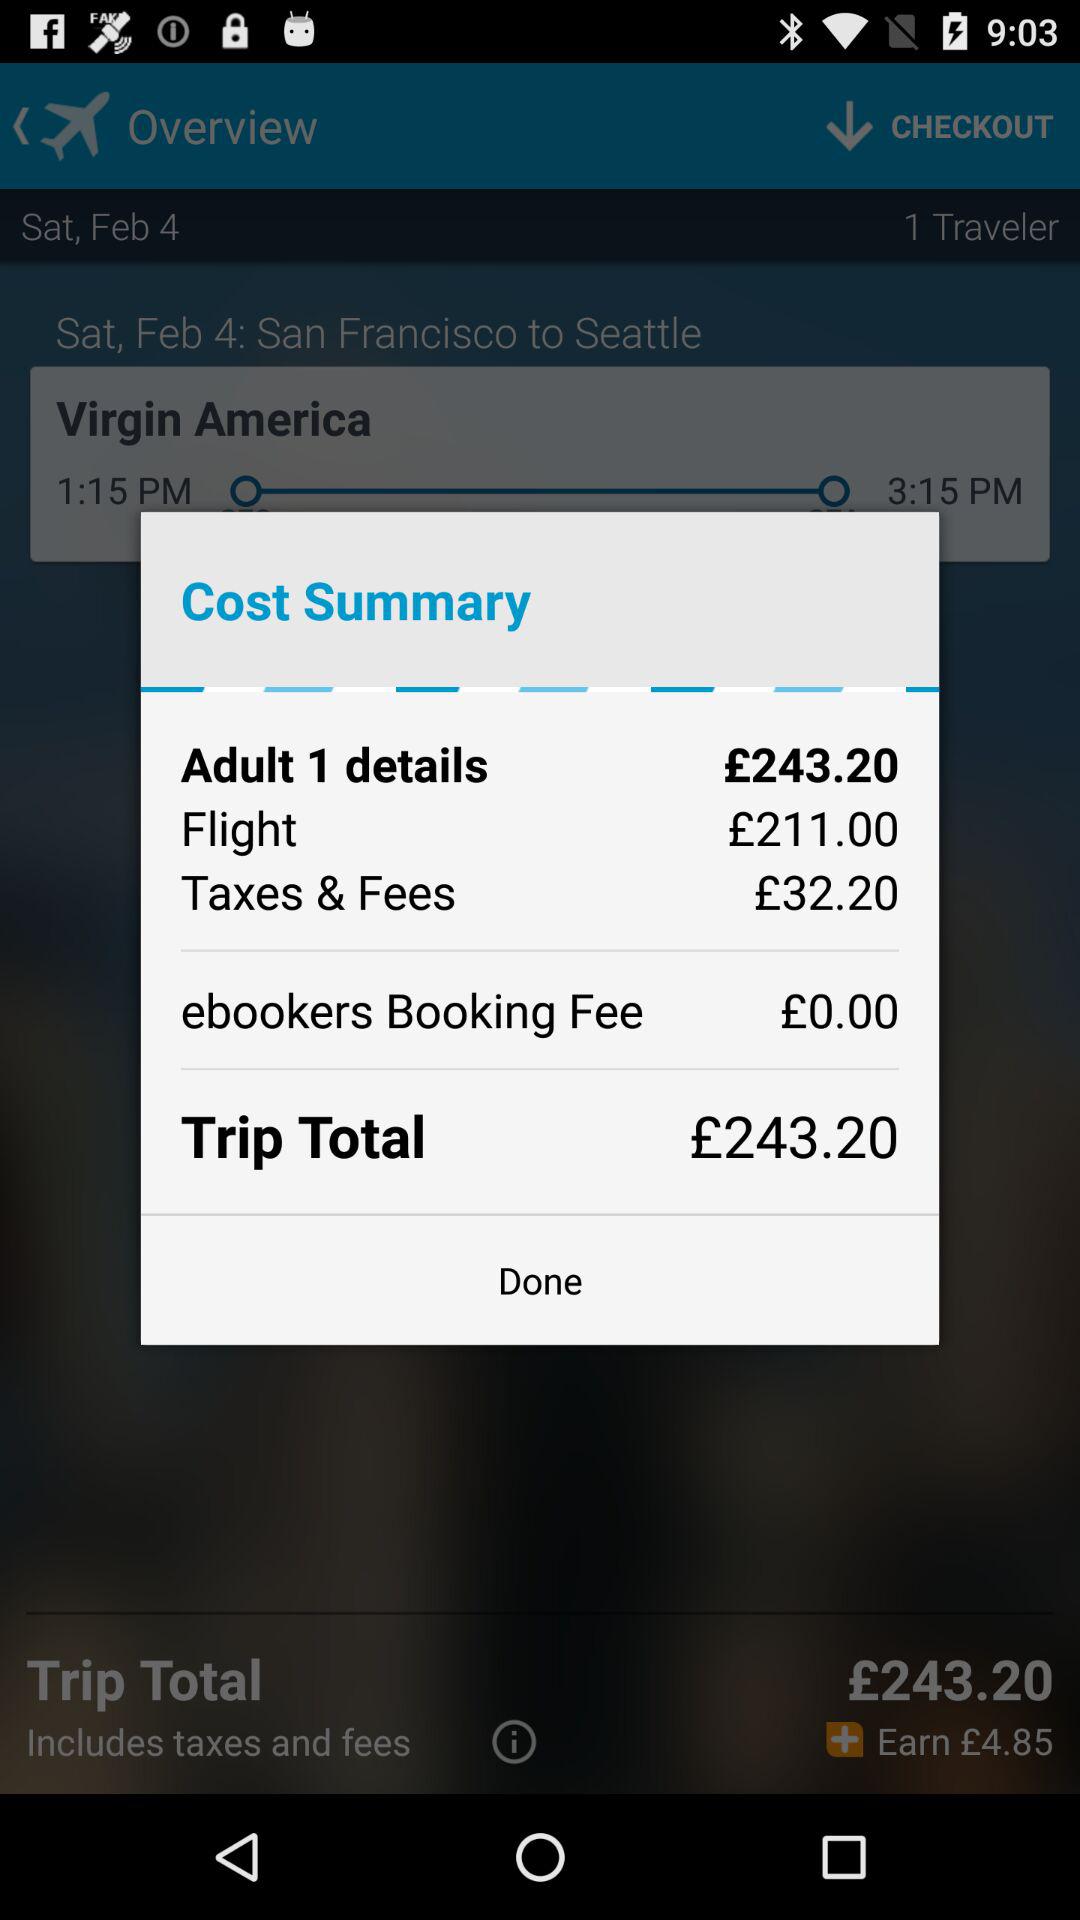 FAK
9:03
Overview
CHECKOUT
Sat, Feb 4
1 Traveler
Sat, Feb 4: San Francisco to Seattle
Virgin America
1:15 PM
3:15 PM
Cost Summary
Adult 1 details £243.20
Flight £211.00
Taxes & Fees £32.20
ebookers Booking Fee £0.00
Trip Total £243.20
Done
Trip Total £243.20
Includes taxes and fees
Earn £4.85